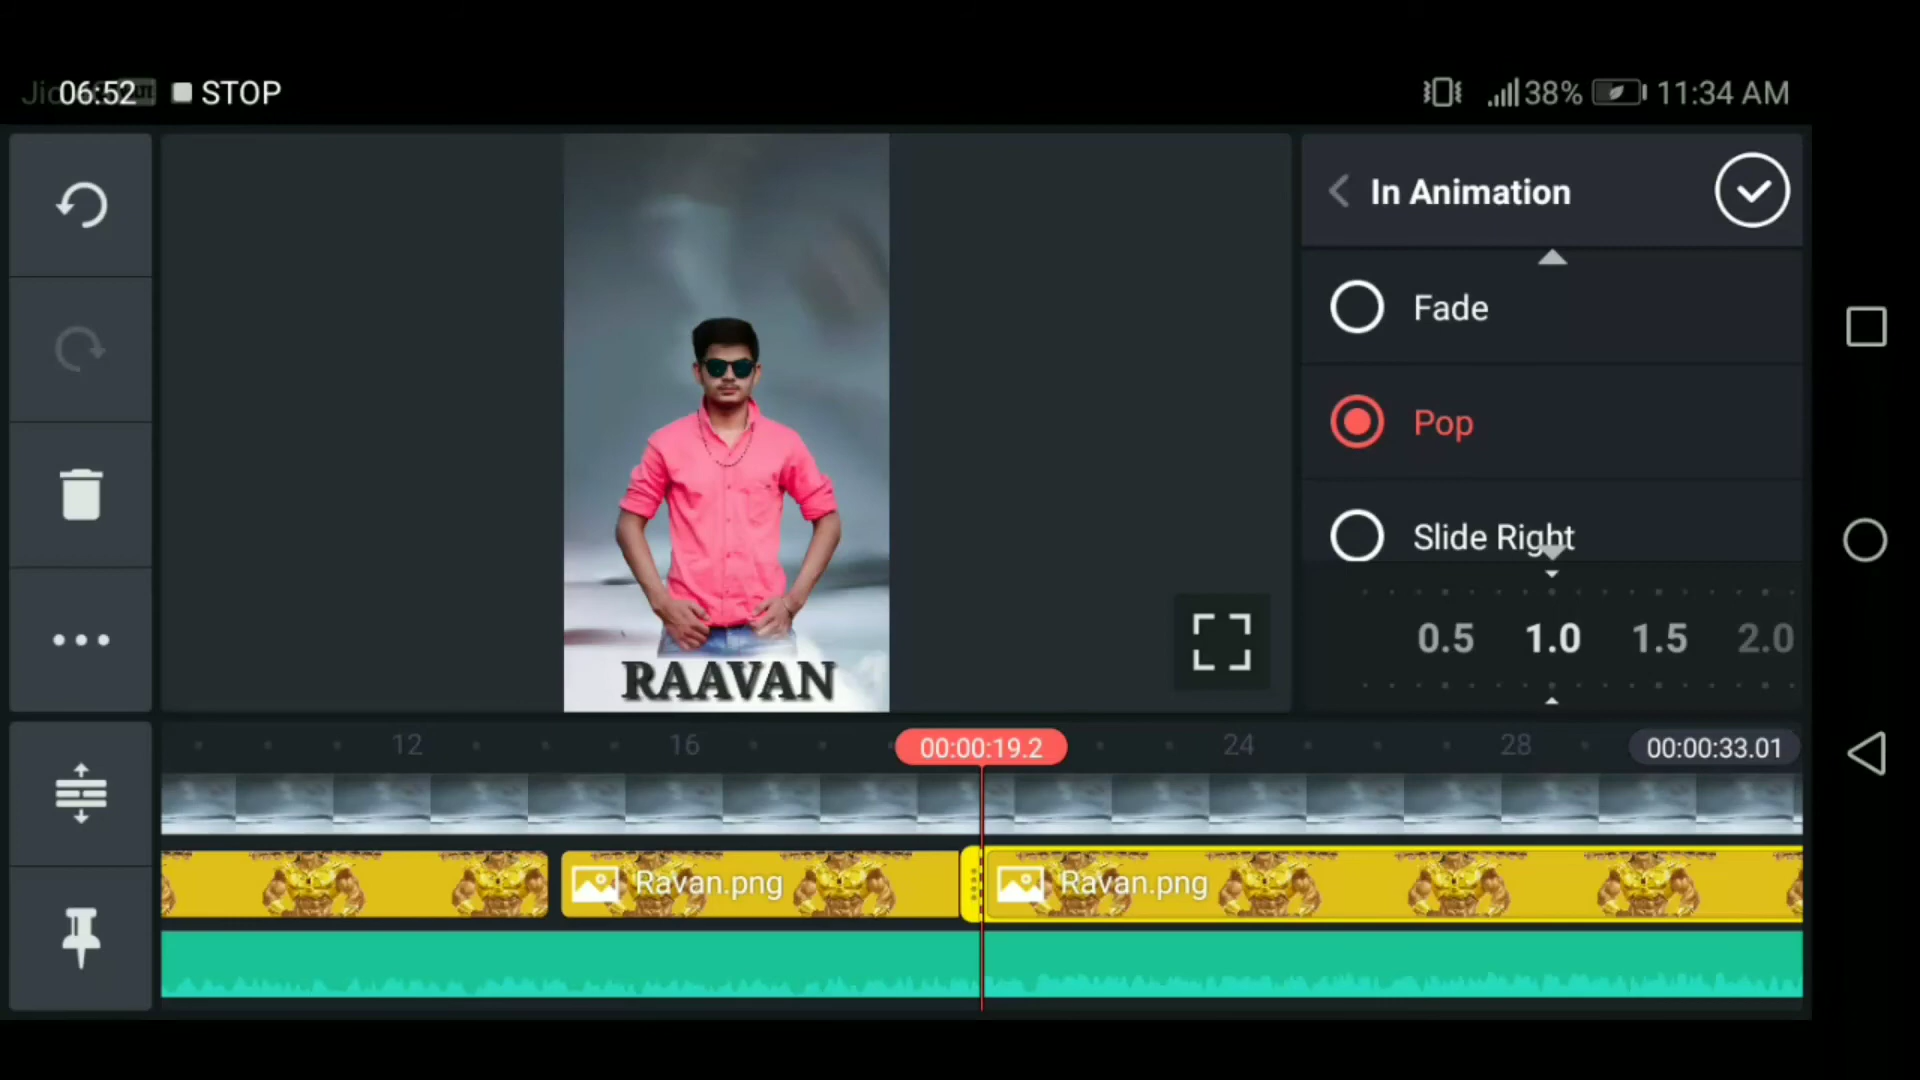 06:52 STOP
38% 11:34 AM
In Animation
Fade
Pop
Slide Right
0.5 1.0 1.5 2.0
RAAVAN
12 16 00:00:19.2 24 28 00:00:33.01
Ravan.png Ravan.png